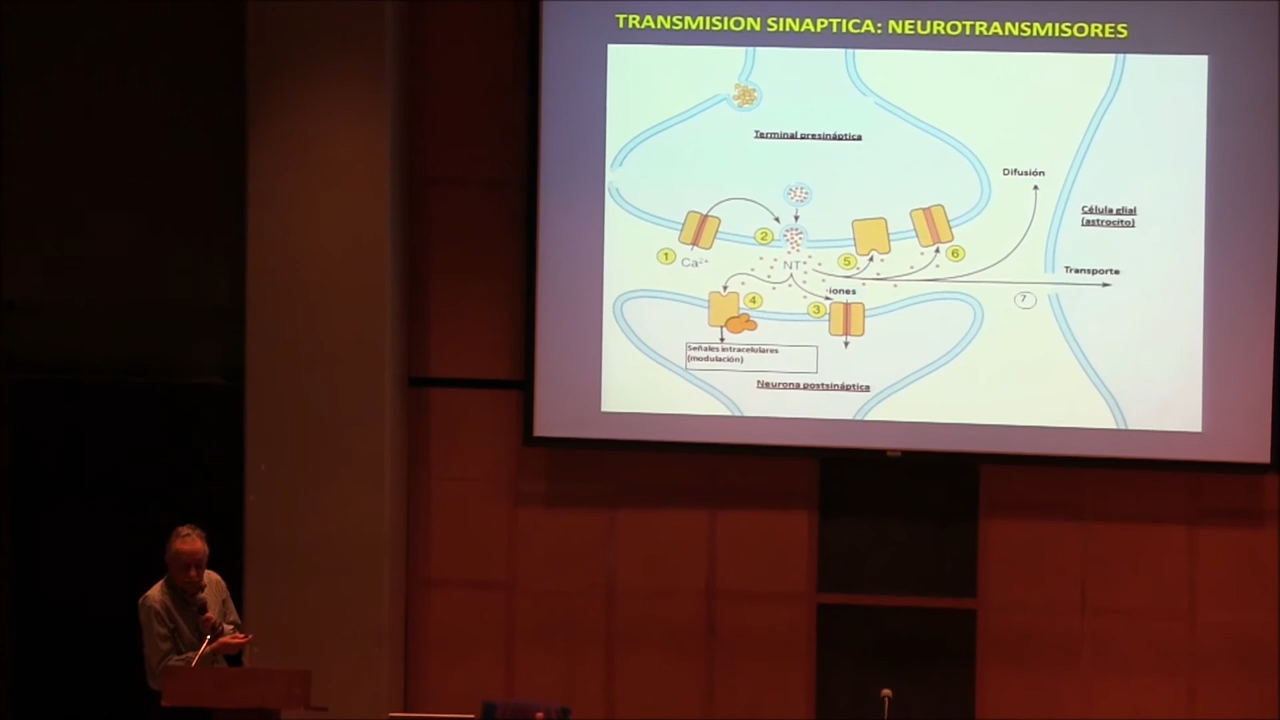 TRANSMISION SINAPTICA: NEUROTRANSMISORES
Terminal presináptica
Difusión
Célula glial
(astrocito)
2
1
Ca²⁺
NT
5
6
Transporte
7
iones
4
3
Señales intracelulares
(modulación)
Neurona postsináptica